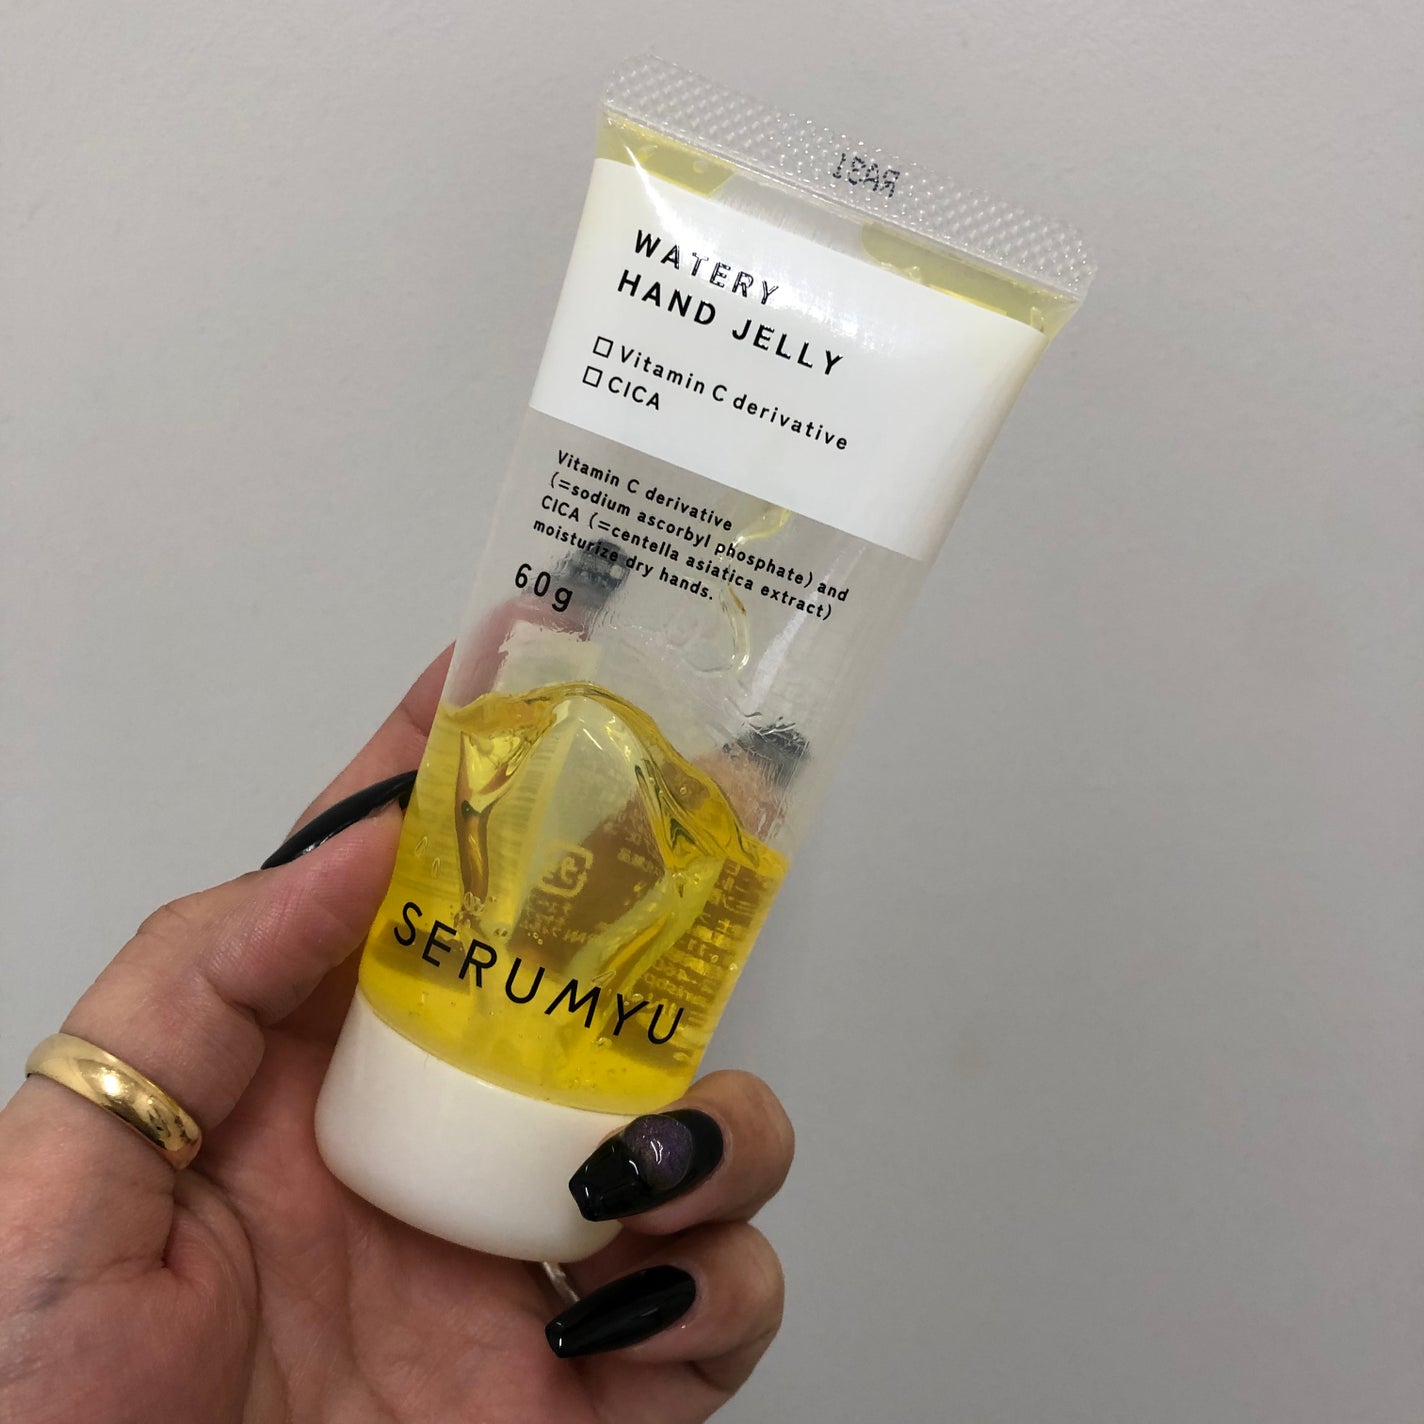 WATERY
HAND JELLY
Vitamin C derivative
CICA
Vitamin C derivative
(=sodium ascorbyl phosphate) and
CICA (=centella asiatica extract)
moisturize dry hands.
60g
SERUMYU